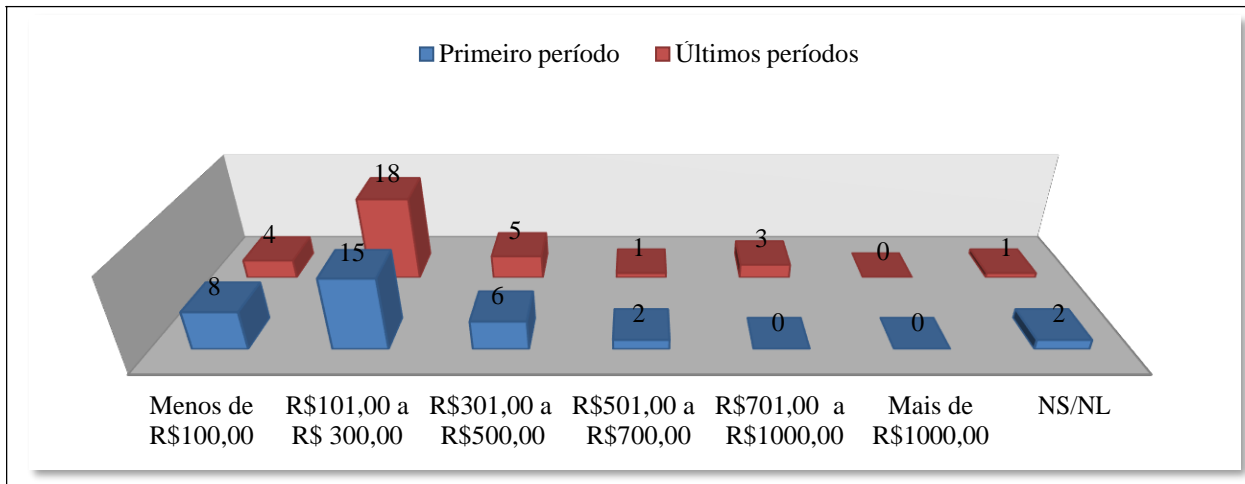 Primeiro período Últimos períodos
4 18 5 1 3 0 1
8 15 6 2 0 0 2
Menos de R$101,00 a R$301,00 a R$501,00 a R$701,00 a Mais de NS/NL
R$100,00 R$ 300,00 R$500,00 R$700,00 R$1000,00 R$1000,00